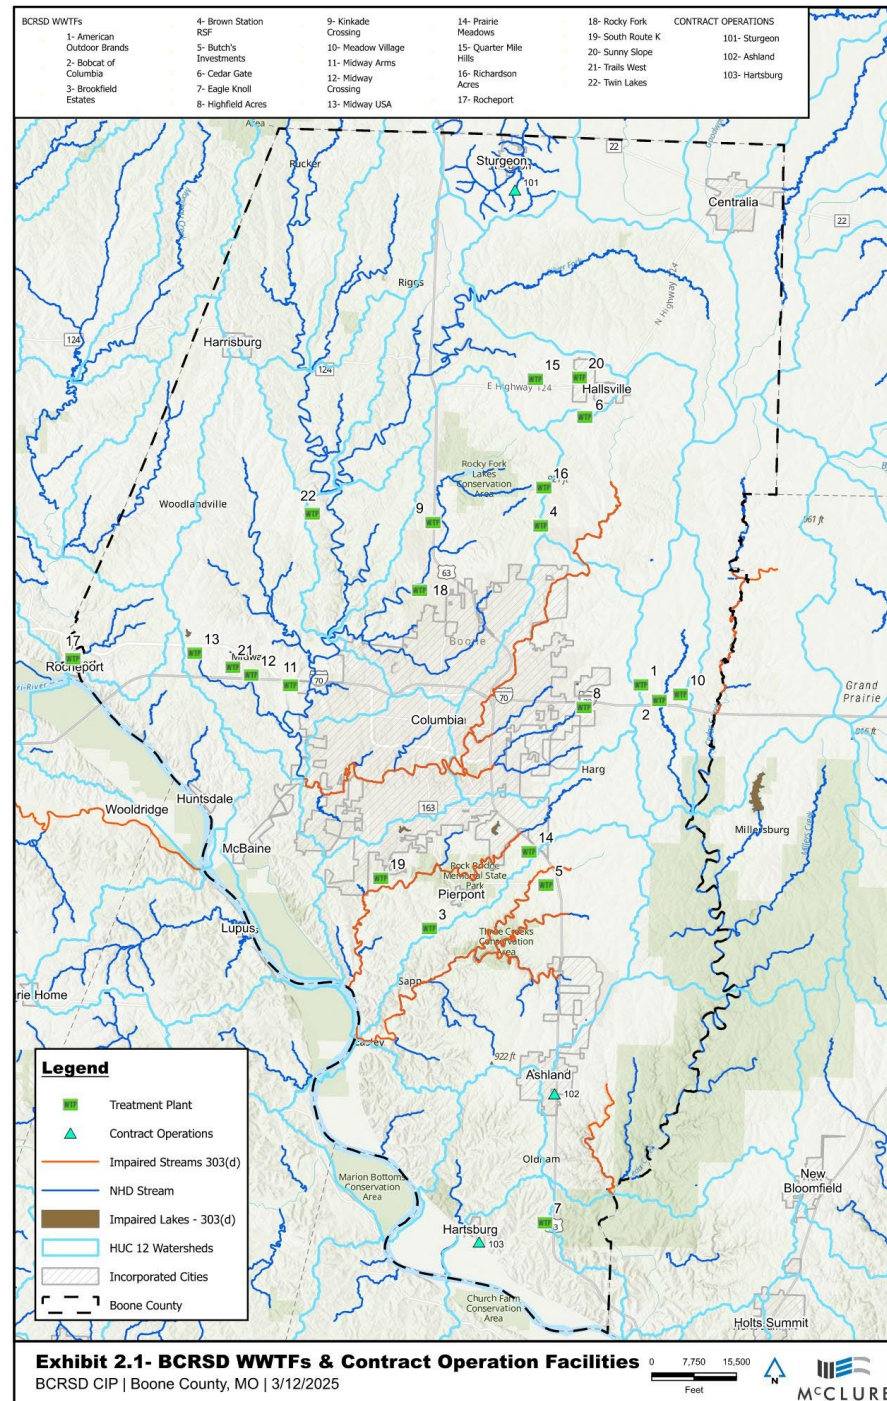 BCRSD WWTFs
1- American
Outdoor Brands
2- Bobcat of
Columbia
3- Brookfield
Estates
4- Brown Station
RSF
5- Butch's
Investments
6- Cedar Gate
7- Eagle Knoll
8- Highfield Acres
9- Kinkade
Crossing
10- Meadow Village
11- Midway Arms
12- Midway
Crossing
13- Midway USA
14- Prairie
Meadows
15- Quarter Mile
Hills
16- Richardson
Acres
17- Rocheport
18- Rocky Fork
19- South Route K
20- Sunny Slope
21- Trails West
22- Twin Lakes
CONTRACT OPERATIONS
101- Sturgeon
102- Ashland
103- Hartsburg
Area
Rucker
Sturgeon
101
22
Centralia
22
N Highway 124
Riggs
124
Harrisburg
124
15
20
E Highway 124
Hallsville
6
Rocky Fork
Lakes
Conservation
Area
16
Woodlandville
22
9
4
961 ft
63
18
Boone
17
Rocheport
13
21
12
11
70
70
Columbia
8
1
10
2
Grand
Prairie
Harg
Huntsdale
Wooldridge
163
McBaine
Millersburg
Millers Creek
14
19
Rock Bridge
Memorial State
Park
5
Pierpont
3
Three Creeks
Conservation
Area
Lupus
Sapp
rie Home
Easley
922 ft
Ashland
102
Oldham
New
Bloomfield
Marion Bottoms
Conservation
Area
7
Hartsburg
103
Church Farm
Conservation
Area
Holts Summit
Legend
WTF Treatment Plant
Contract Operations
Impaired Streams 303(d)
NHD Stream
Impaired Lakes - 303(d)
HUC 12 Watersheds
Incorporated Cities
Boone County
Exhibit 2.1- BCRSD WWTFs & Contract Operation Facilities
BCRSD CIP | Boone County, MO | 3/12/2025
0 7,750 15,500
Feet
N
McCLURE